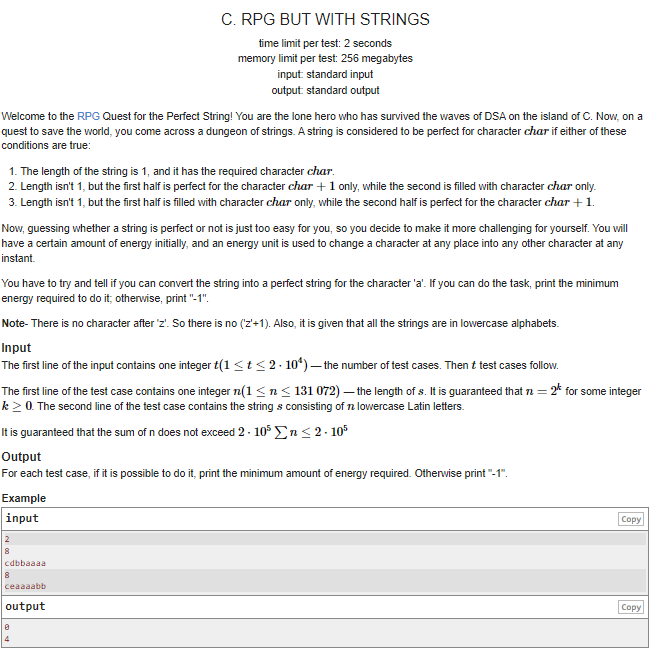 C. RPG BUT WITH STRINGS
time limit per test: 2 seconds
memory limit per test: 256 megabytes
input: standard input
output: standard output
Welcome to the RPG Quest for the Perfect String! You are the lone hero who has survived the waves of DSA on the island of C. Now, on a
quest to save the world, you come across a dungeon of strings. A string is considered to be perfect for character char if either of these
conditions are true:
1. The length of the string is 1, and it has the required character char.
2. Length isn't 1, but the first half is perfect for the character char + 1 only, while the second is filled with character char only.
3. Length isn't 1, but the first half is filled with character char only, while the second half is perfect for the character char + 1.
Now, guessing whether a string is perfect or not is just too easy for you, so you decide to make it more challenging for yourself. You will
have a certain amount of energy initially, and an energy unit is used to change a character at any place into any other character at any
instant.
You have to try and tell if you can convert the string into a perfect string for the character 'a'. If you can do the task, print the minimum
energy required to do it; otherwise, print "-1".
Note- There is no character after 'z'. So there is no ('z'+1). Also, it is given that all the strings are in lowercase alphabets.
Input
The first line of the input contains one integer t(1 ≤ t ≤ 2 · 10⁴) — the number of test cases. Then t test cases follow.
The first line of the test case contains one integer n(1 ≤ n ≤ 131 072) — the length of s. It is guaranteed that n = 2ᵏ for some integer
k ≥ 0. The second line of the test case contains the string s consisting of n lowercase Latin letters.
It is guaranteed that the sum of n does not exceed 2 · 10⁵ ∑ n ≤ 2 · 10⁵
Output
For each test case, if it is possible to do it, print the minimum amount of energy required. Otherwise print "-1".
Example
input
Copy
2
8
cdbbaaaa
8
ceaaaabb
output
Copy
0
4